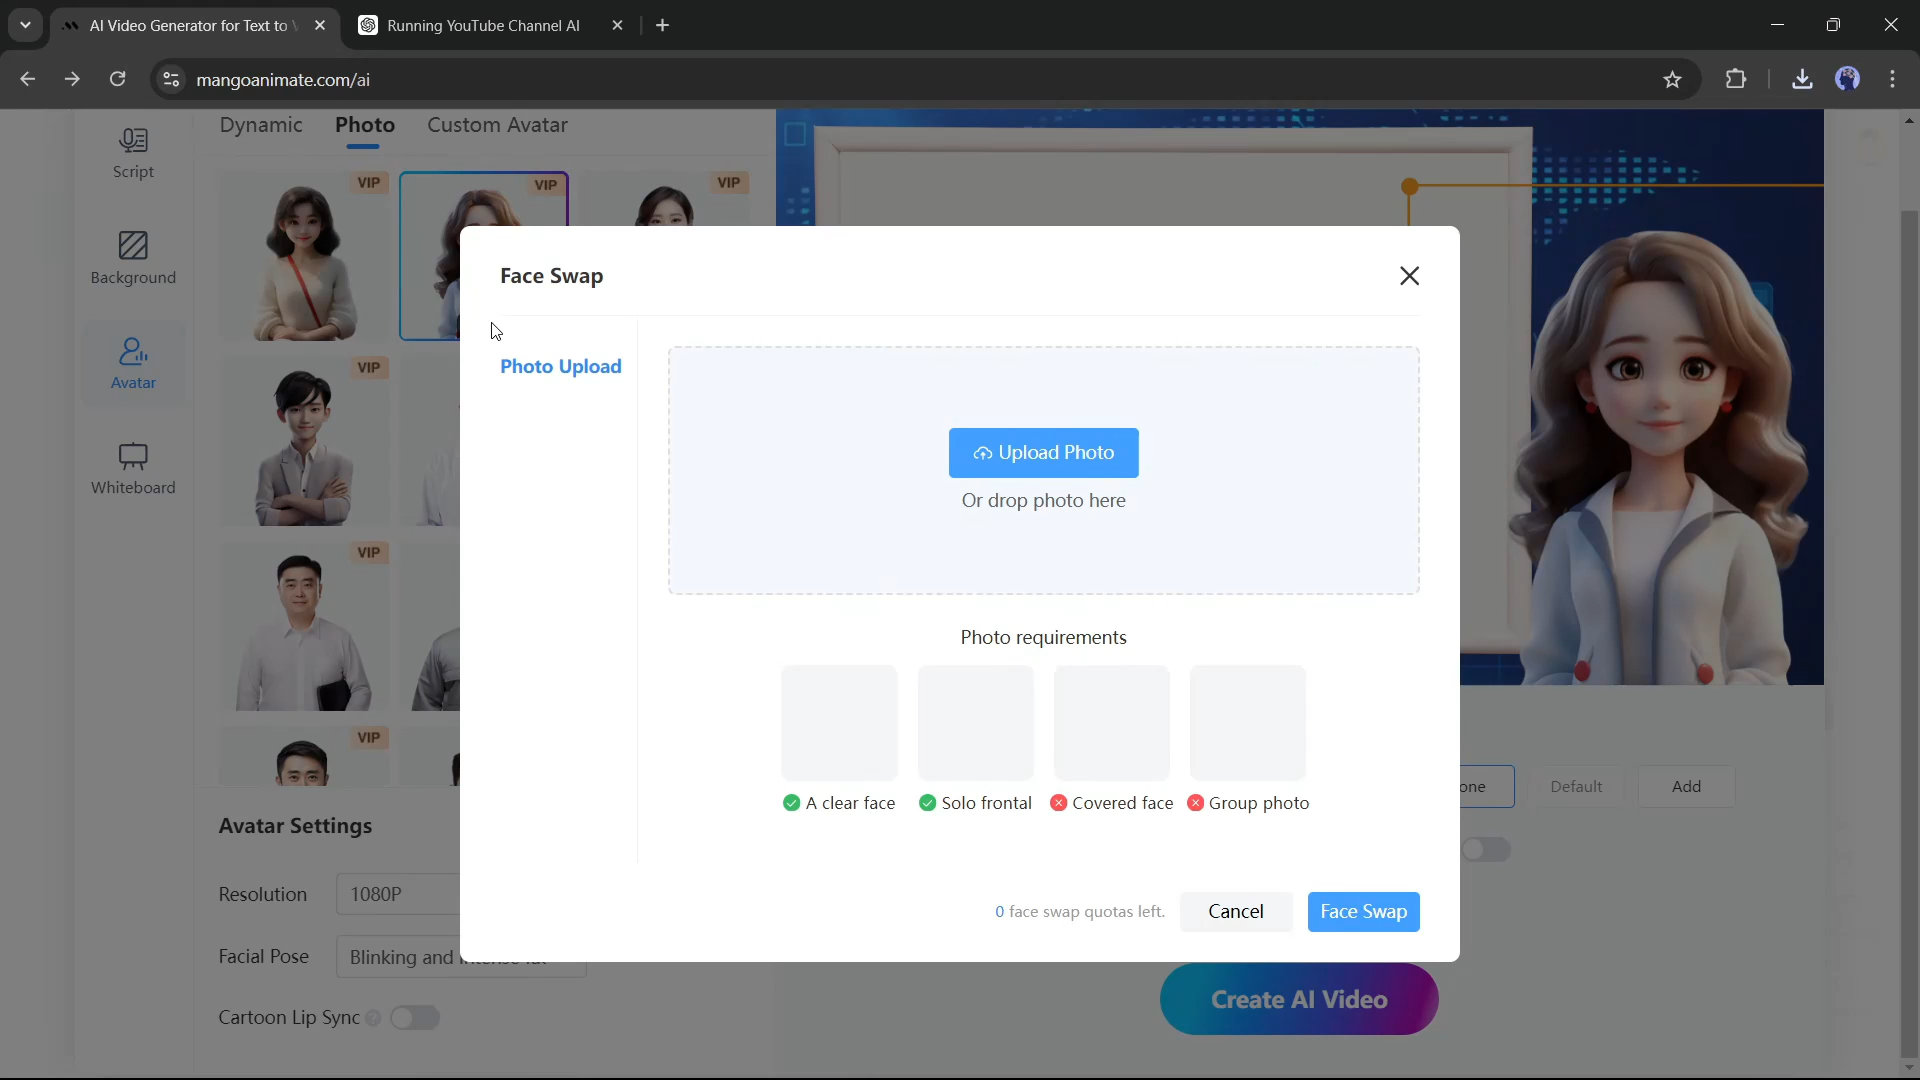 AI Video Generator for Text to V
Running YouTube Channel AI
mangoanimate.com/ai
Script
Background
Avatar
Whiteboard
Dynamic
Photo
Custom Avatar
VIP
VIP
VIP
VIP
VIP
VIP
Avatar Settings
Resolution
1080P
Facial Pose
Blinking and
Cartoon Lip Sync
?
Face Swap
Photo Upload
Upload Photo
Or drop photo here
Photo requirements
A clear face
Solo frontal
Covered face
Group photo
0 face swap quotas left.
Cancel
Face Swap
one
Default
Add
Create AI Video